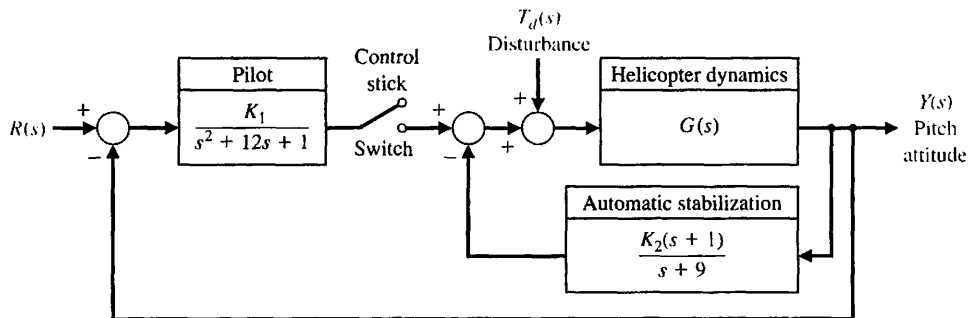 T_d(s)
Disturbance
Control
stick
Pilot
Helicopter dynamics
+
K_1
s^2 + 12s + 1
+
+
R(s)
G(s)
Y(s)
Pitch
attitude
−
Switch
−
+
Automatic stabilization
K_2(s + 1)
s + 9